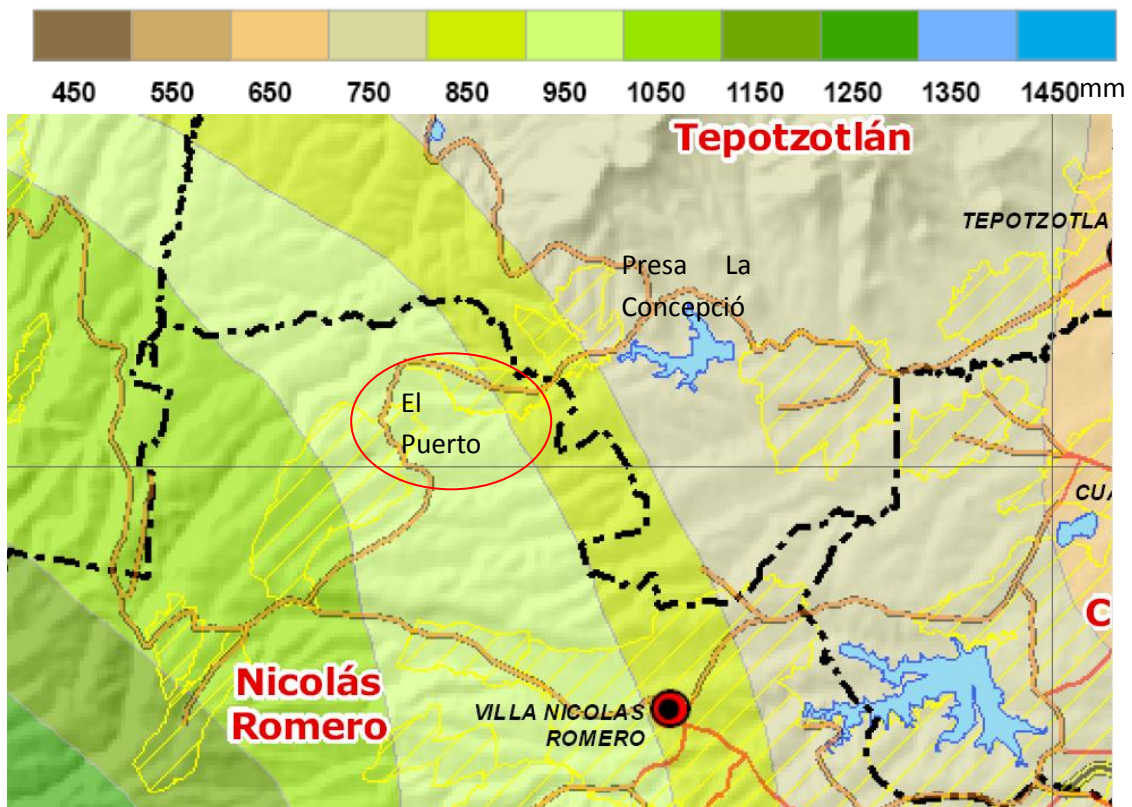 450 550 650 750 850 950 1050 1150 1250 1350 1450mm
Tepotzotlán
TEPOTZOTLA
Presa La
Concepció
El
Puerto
CU
C
Nicolás
Romero
VILLA NICOLAS
ROMERO